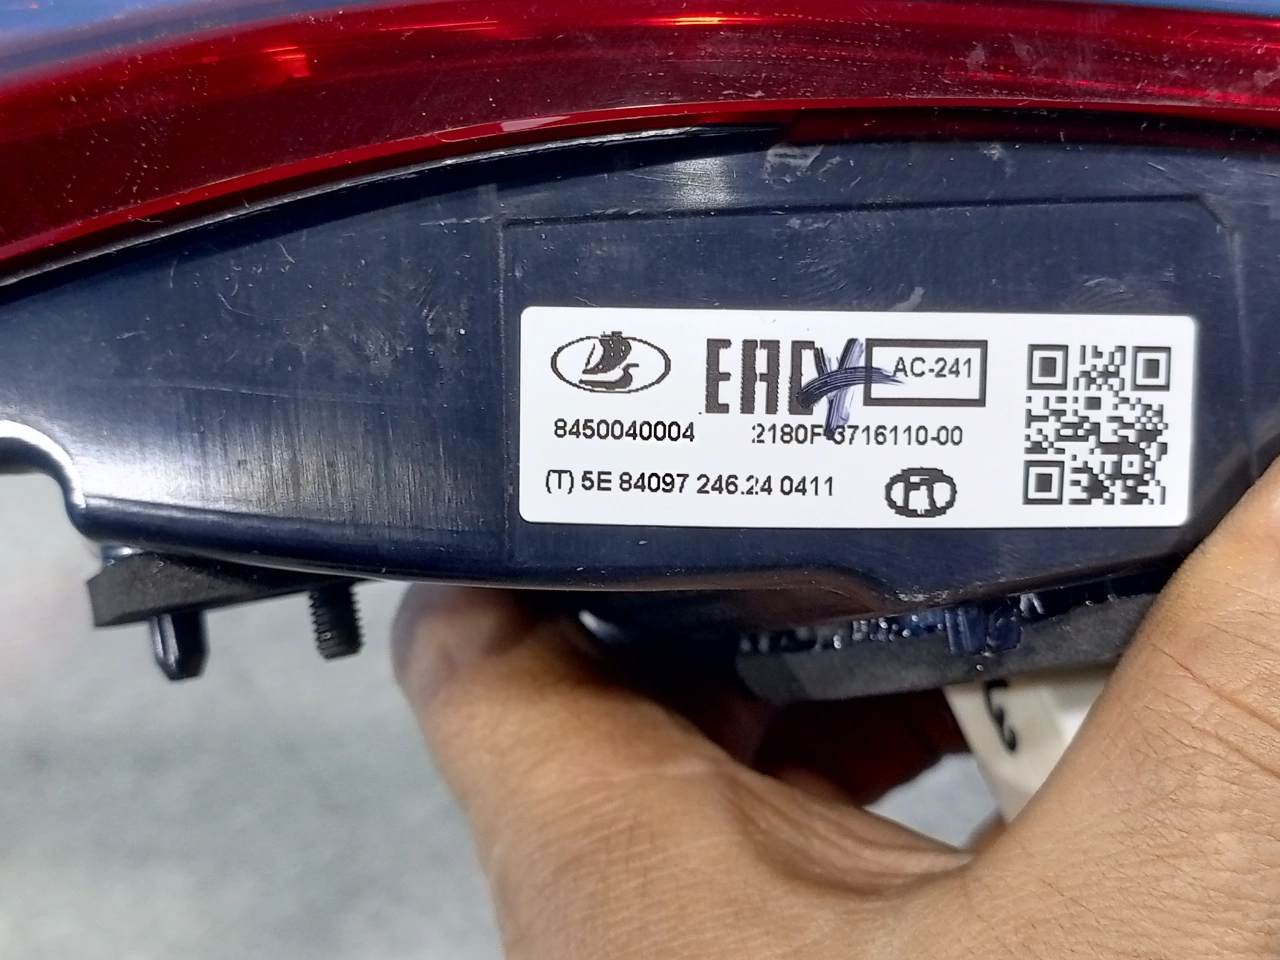 EAC AC-241
8450040004 2180F-3716110-00
(T) 5E 84097 246.24 0411